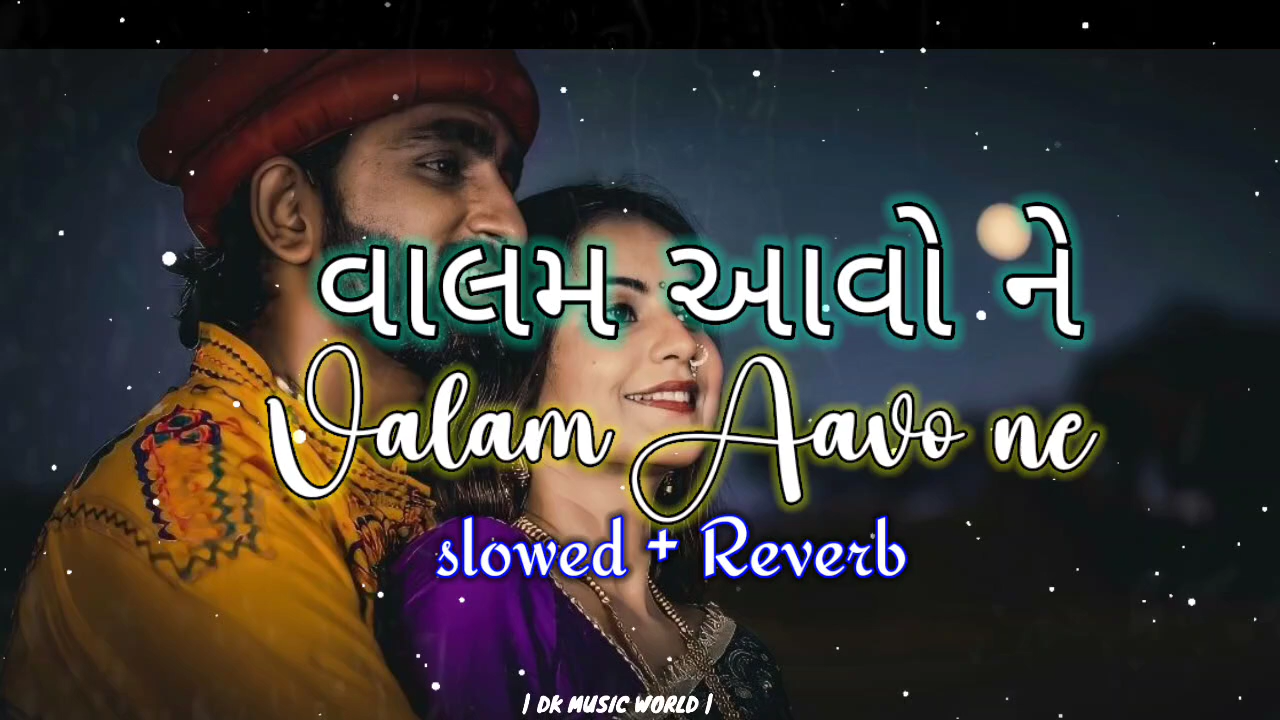 વાલમ આવો ને
Valam Aavo ne
slowed + Reverb
| DK MUSIC WORLD |